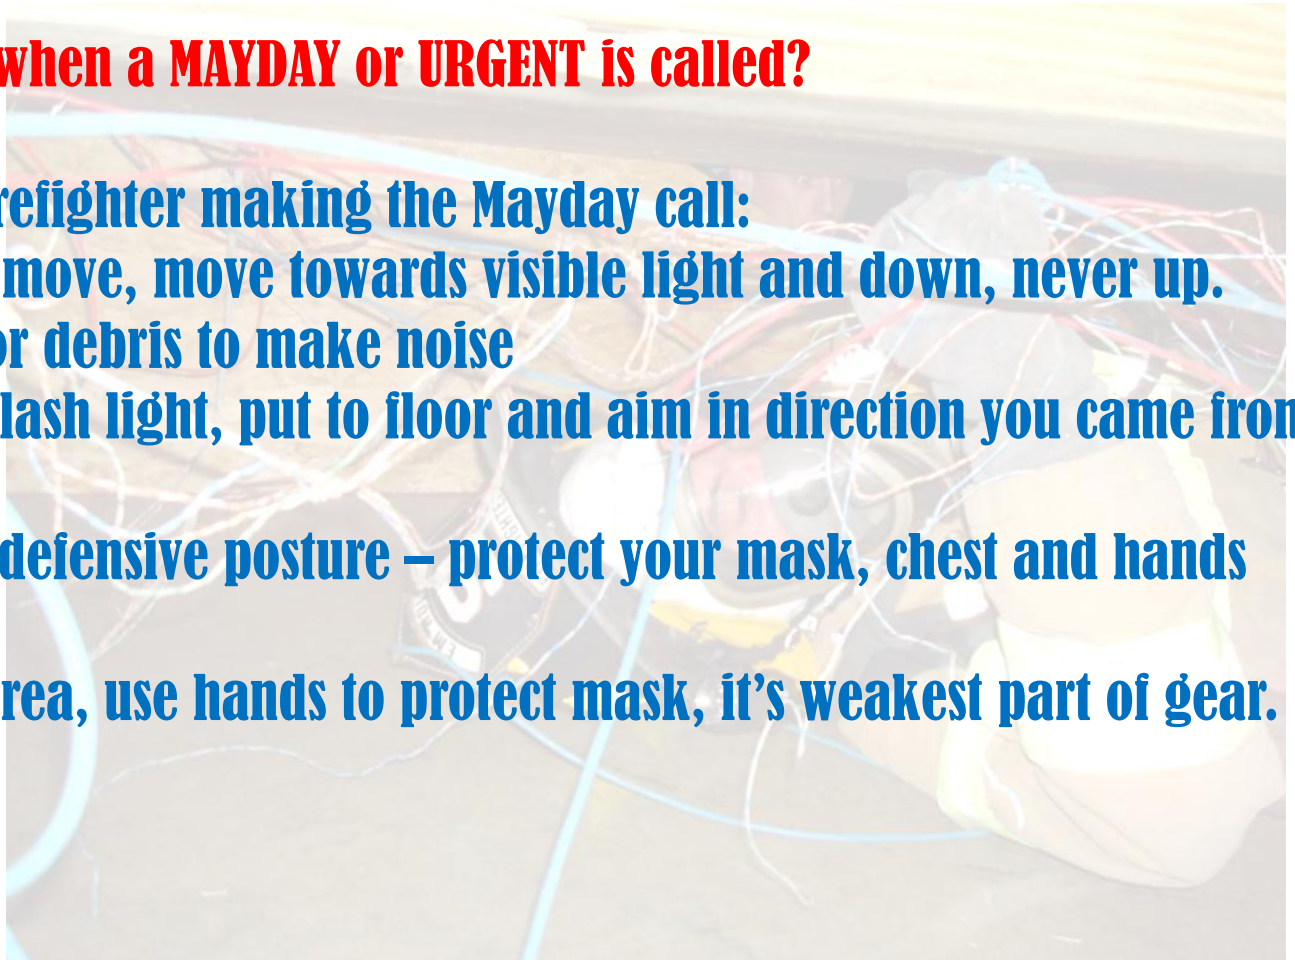 when a MAYDAY or URGENT is called?
refighter making the Mayday call:
move, move towards visible light and down, never up.
or debris to make noise
lash light, put to floor and aim in direction you came from
defensive posture – protect your mask, chest and hands
rea, use hands to protect mask, it's weakest part of gear.